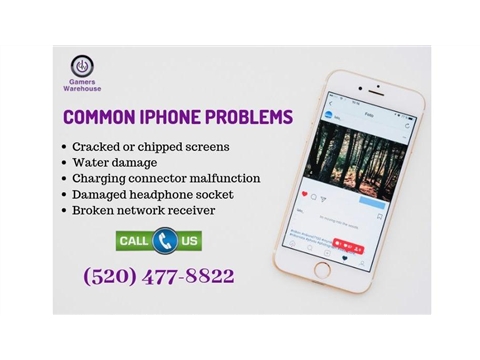 Gamers
Warehouse
COMMON IPHONE PROBLEMS
Cracked or chipped screens
Water damage
Charging connector malfunction
Damaged headphone socket
Broken network receiver
CALL US
(520) 477-8822